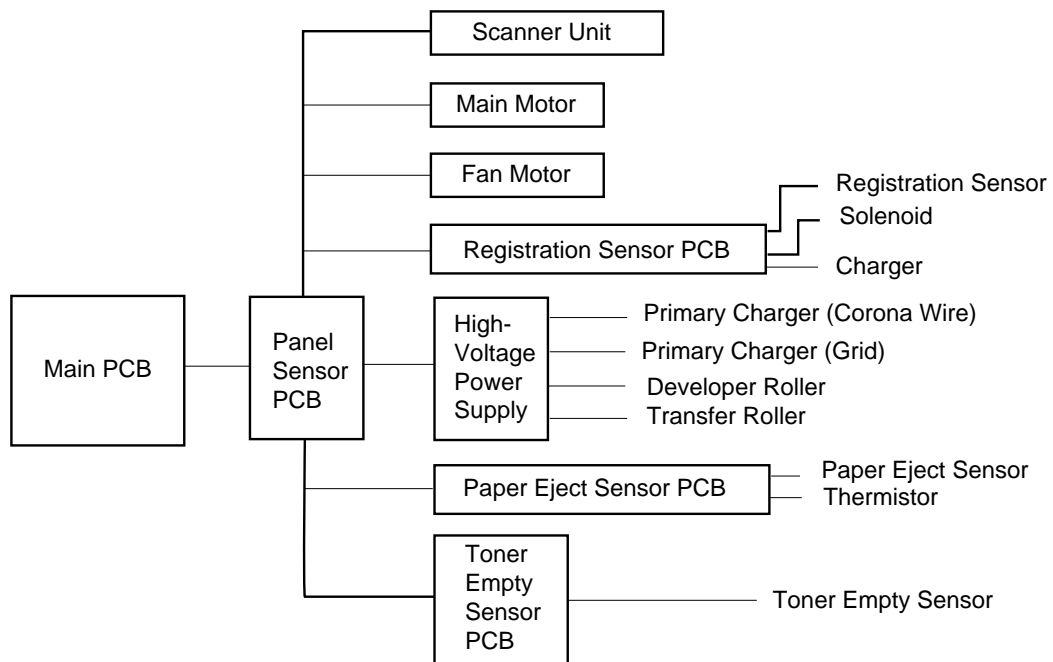 Scanner Unit
Main Motor
Fan Motor
Registration Sensor
Solenoid
Registration Sensor PCB
Charger
Main PCB
Panel
Sensor
PCB
High-
Voltage
Power
Supply
Primary Charger (Corona Wire)
Primary Charger (Grid)
Developer Roller
Transfer Roller
Paper Eject Sensor PCB
Paper Eject Sensor
Thermistor
Toner
Empty
Sensor
PCB
Toner Empty Sensor